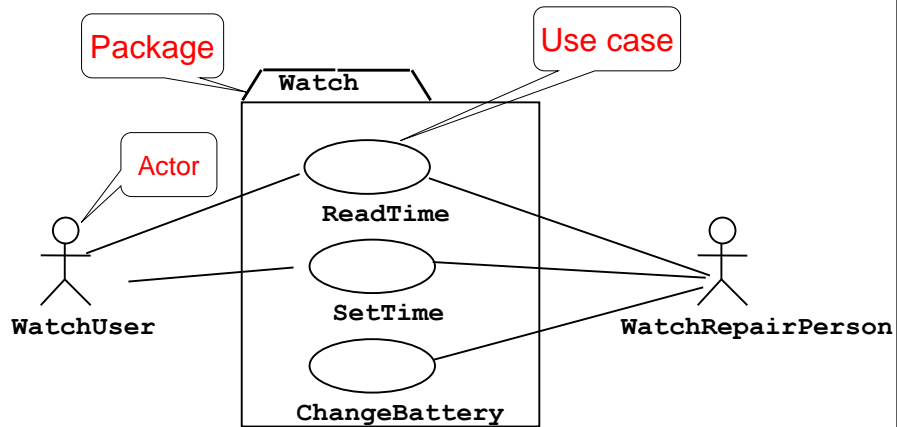 Package
Use case
Watch
Actor
ReadTime
SetTime
WatchUser
WatchRepairPerson
ChangeBattery